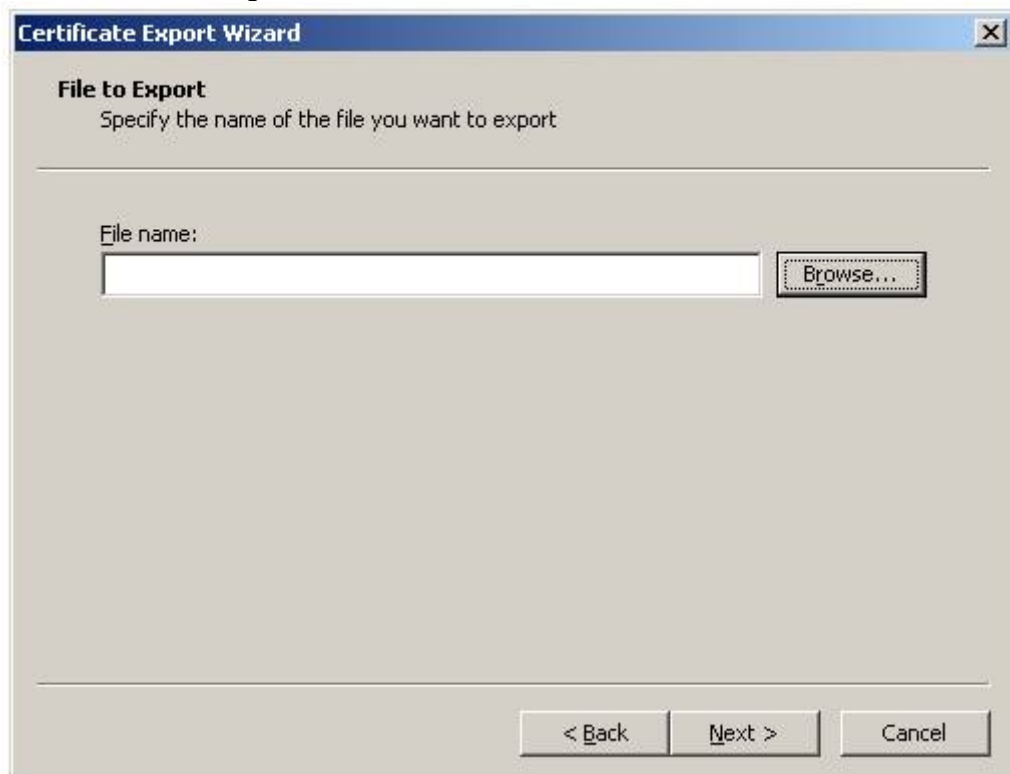 Certificate Export Wizard
File to Export
Specify the name of the file you want to export
File name:
Browse...
< Back
Next >
Cancel